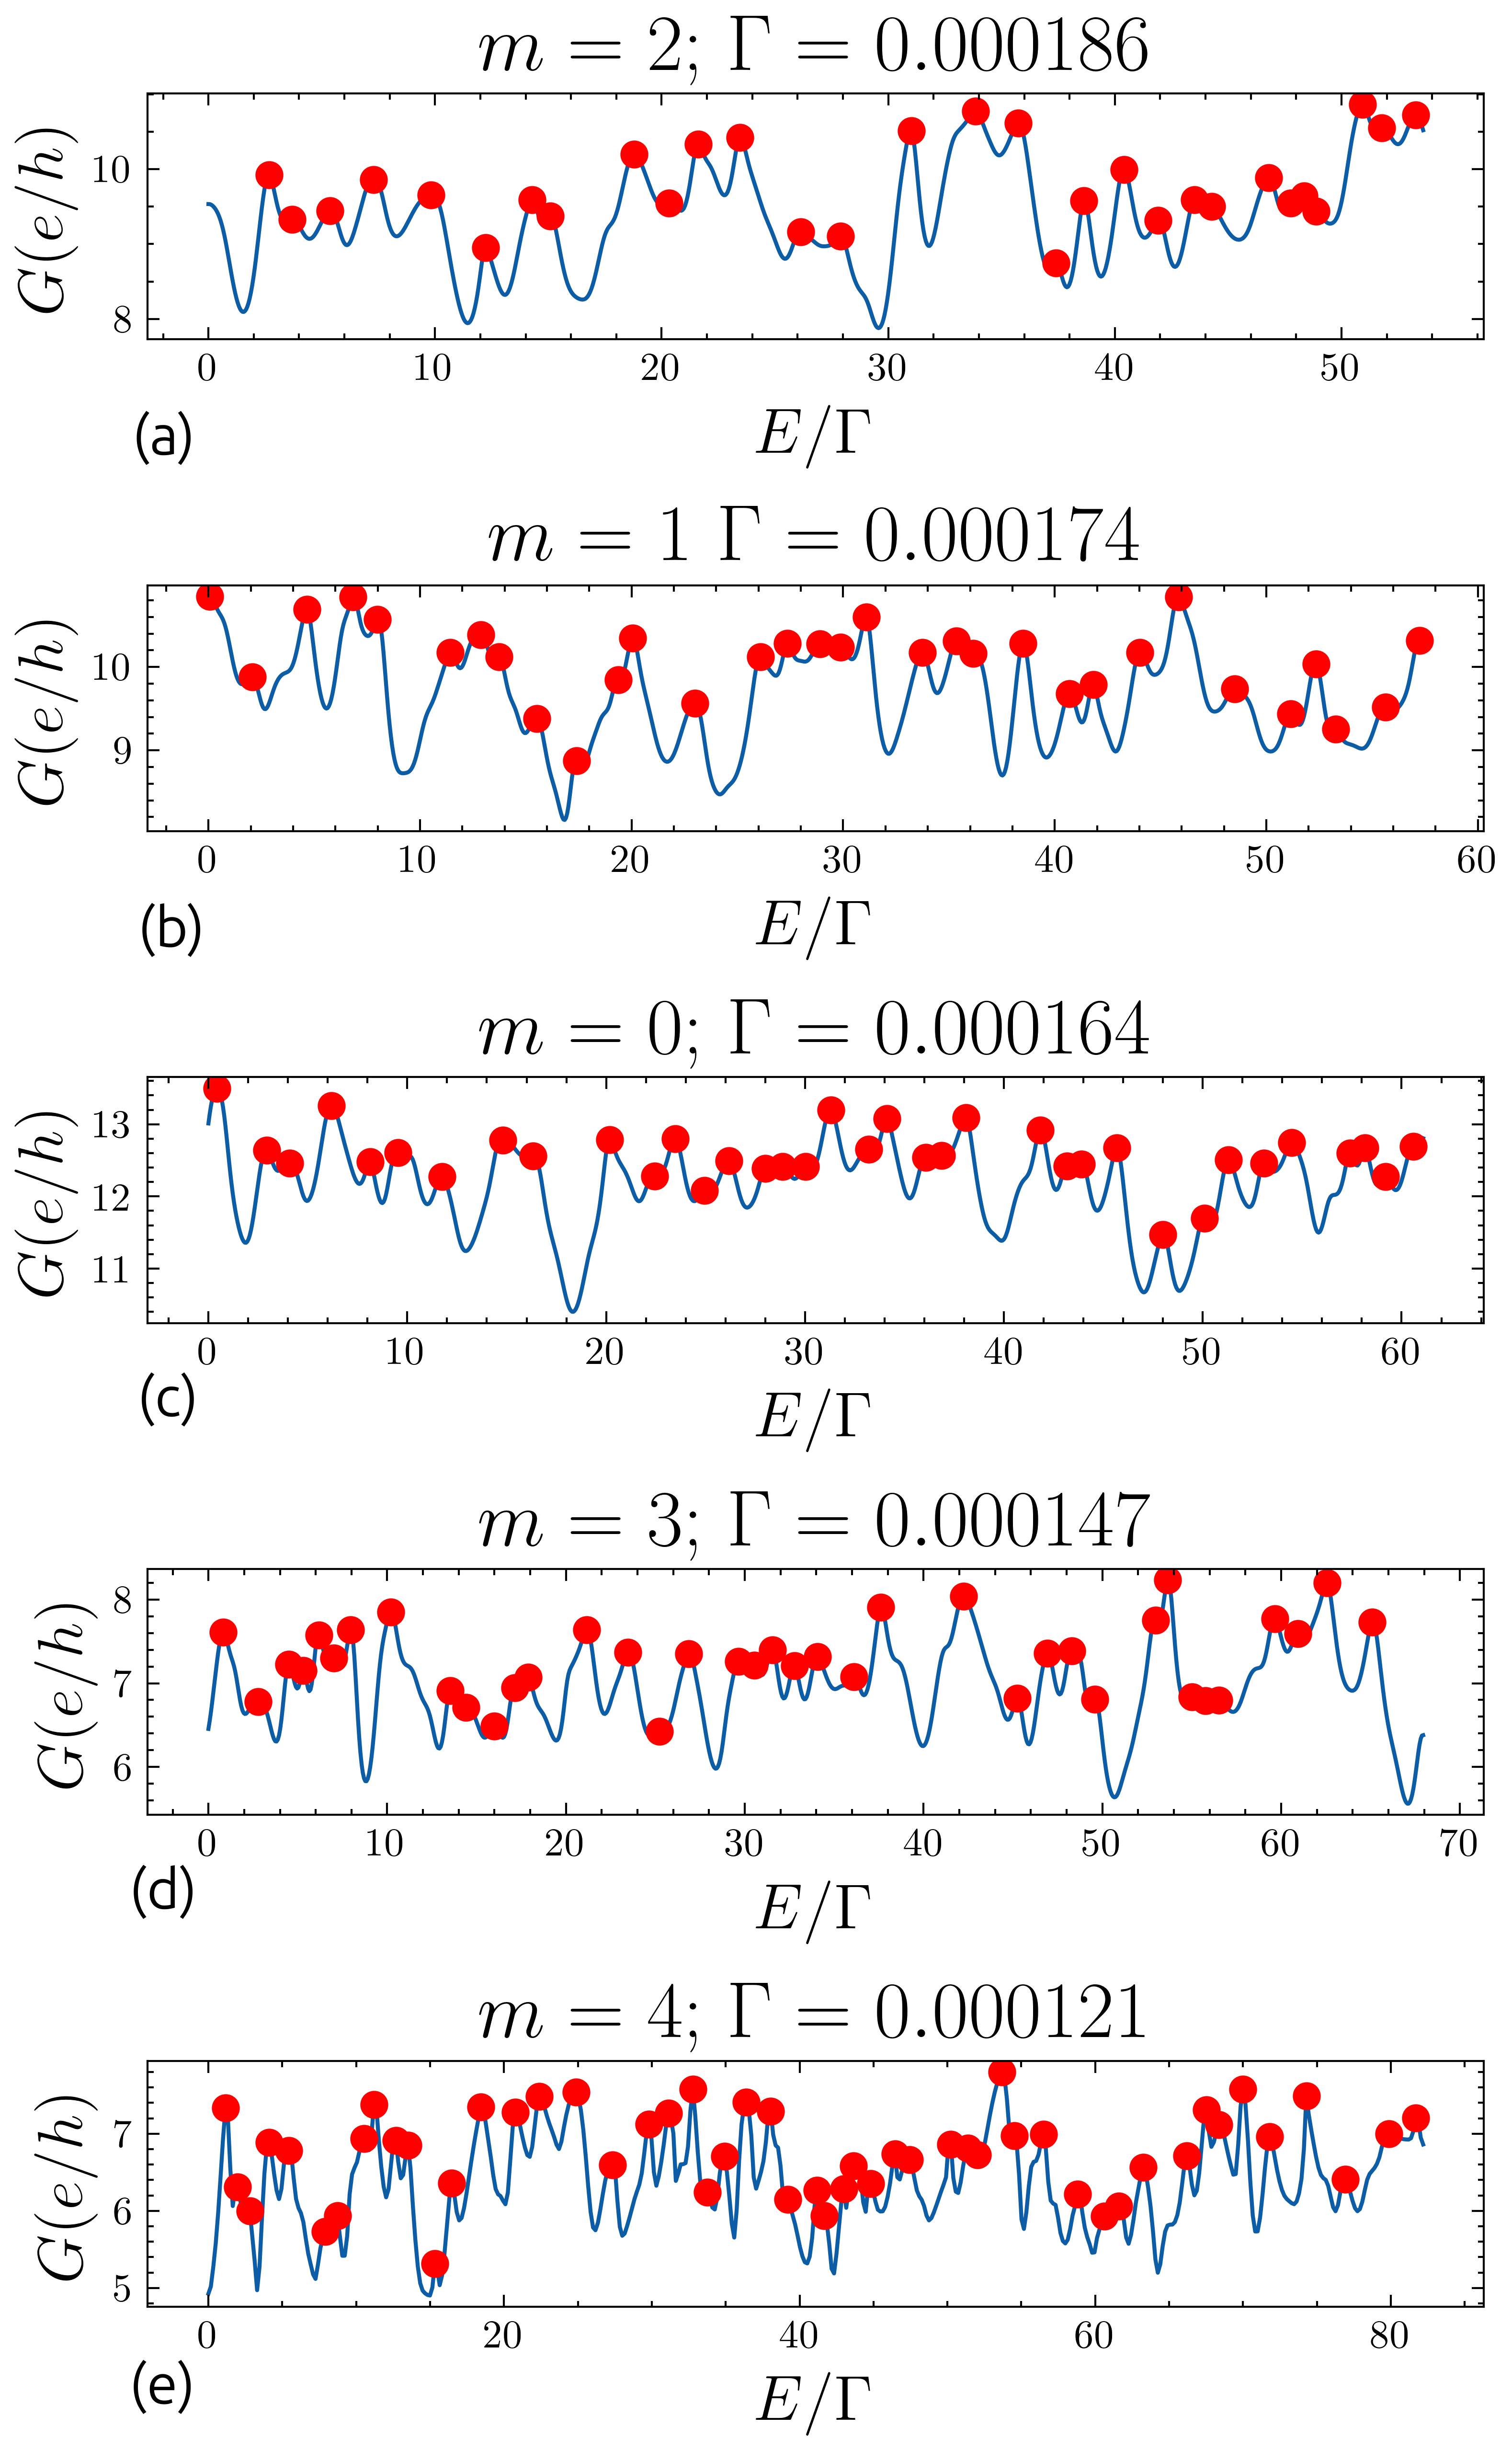 m = 2; Γ = 0.000186
G(e/h)
10
8
0 10 20 30 40 50
E/Γ
(a)
m = 1 Γ = 0.000174
G(e/h)
10
9
0 10 20 30 40 50 60
E/Γ
(b)
m = 0; Γ = 0.000164
G(e/h)
13
12
11
0 10 20 30 40 50 60
E/Γ
(c)
m = 3; Γ = 0.000147
G(e/h)
8
7
6
0 10 20 30 40 50 60 70
E/Γ
(d)
m = 4; Γ = 0.000121
G(e/h)
7
6
5
0 20 40 60 80
E/Γ
(e)